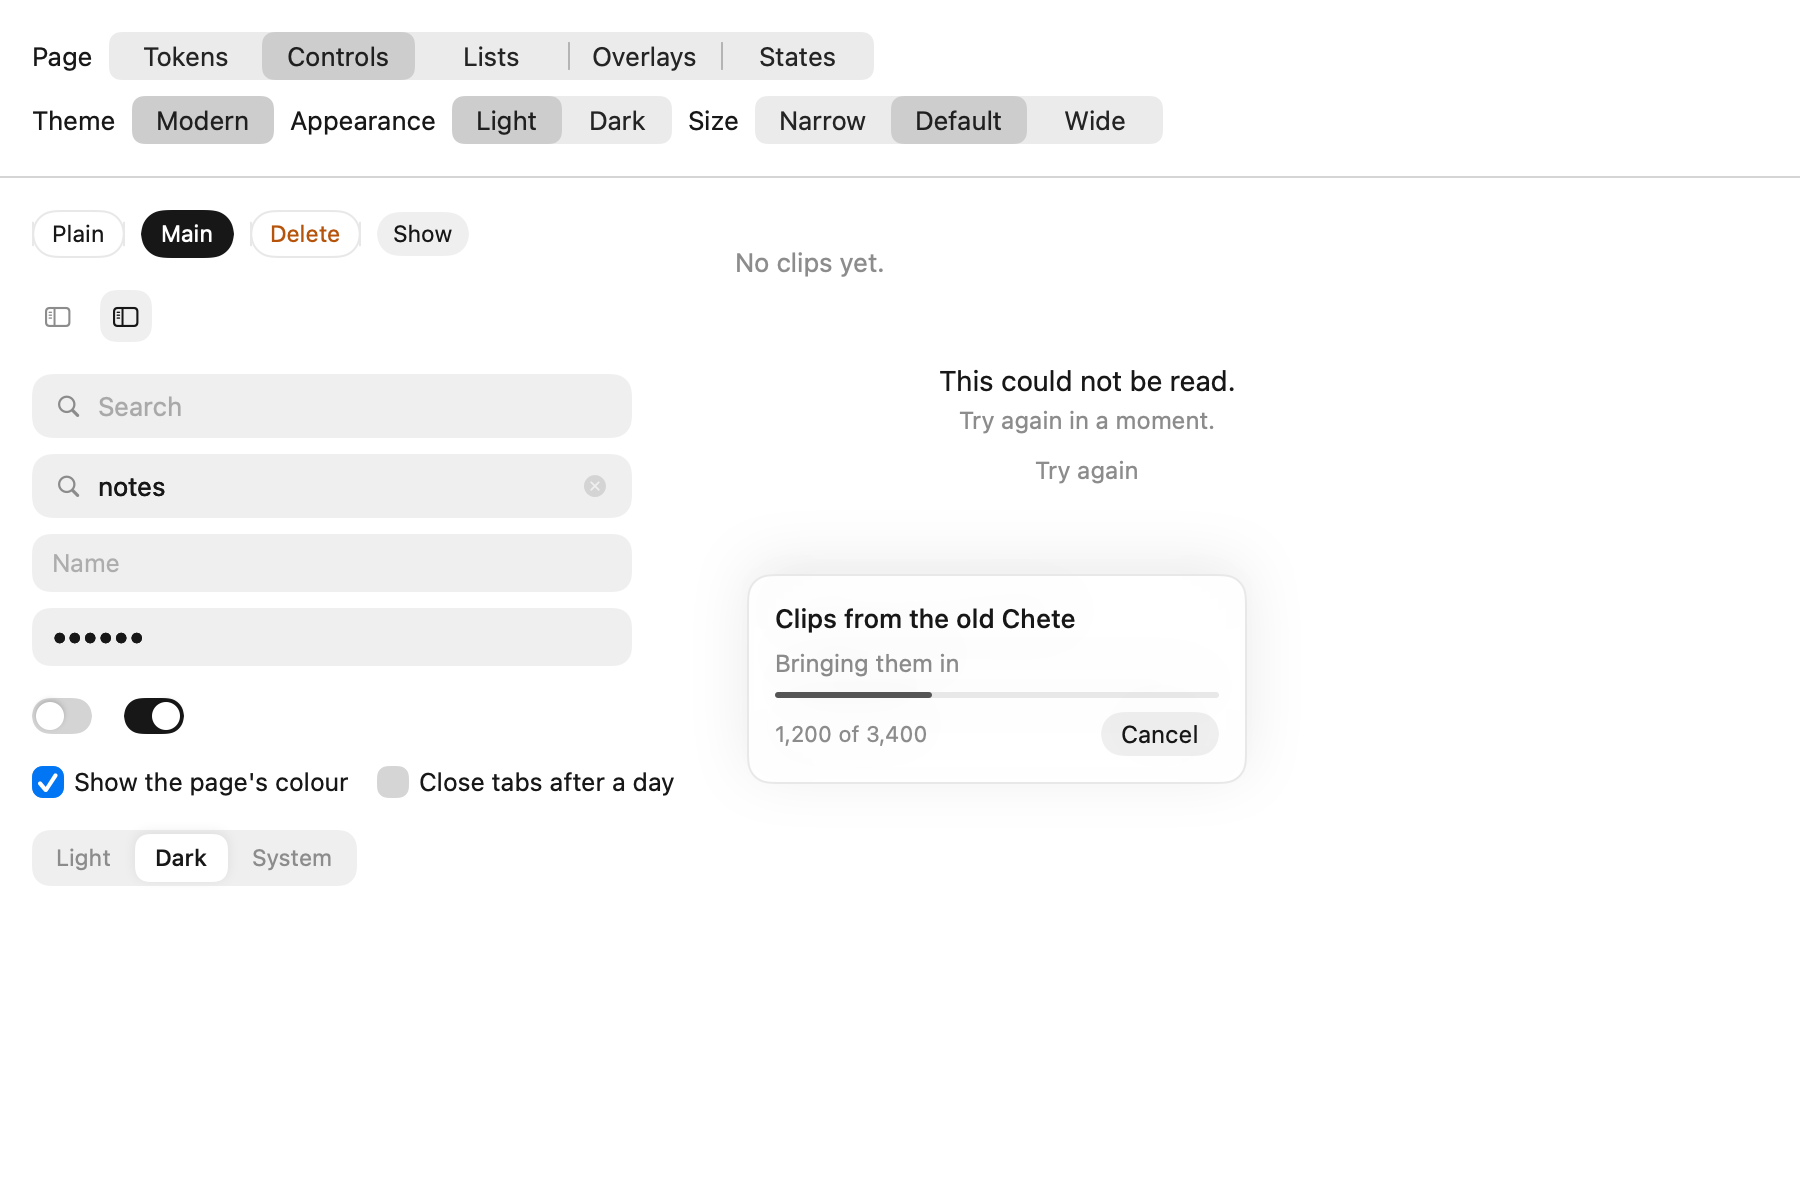 Page Tokens Controls Lists Overlays States
Theme Modern Appearance Light Dark Size Narrow Default Wide
Plain Main Delete Show
Search
notes
Name
Show the page's colour Close tabs after a day
Light Dark System
No clips yet.
This could not be read.
Try again in a moment.
Try again
Clips from the old Chete
Bringing them in
1,200 of 3,400 Cancel